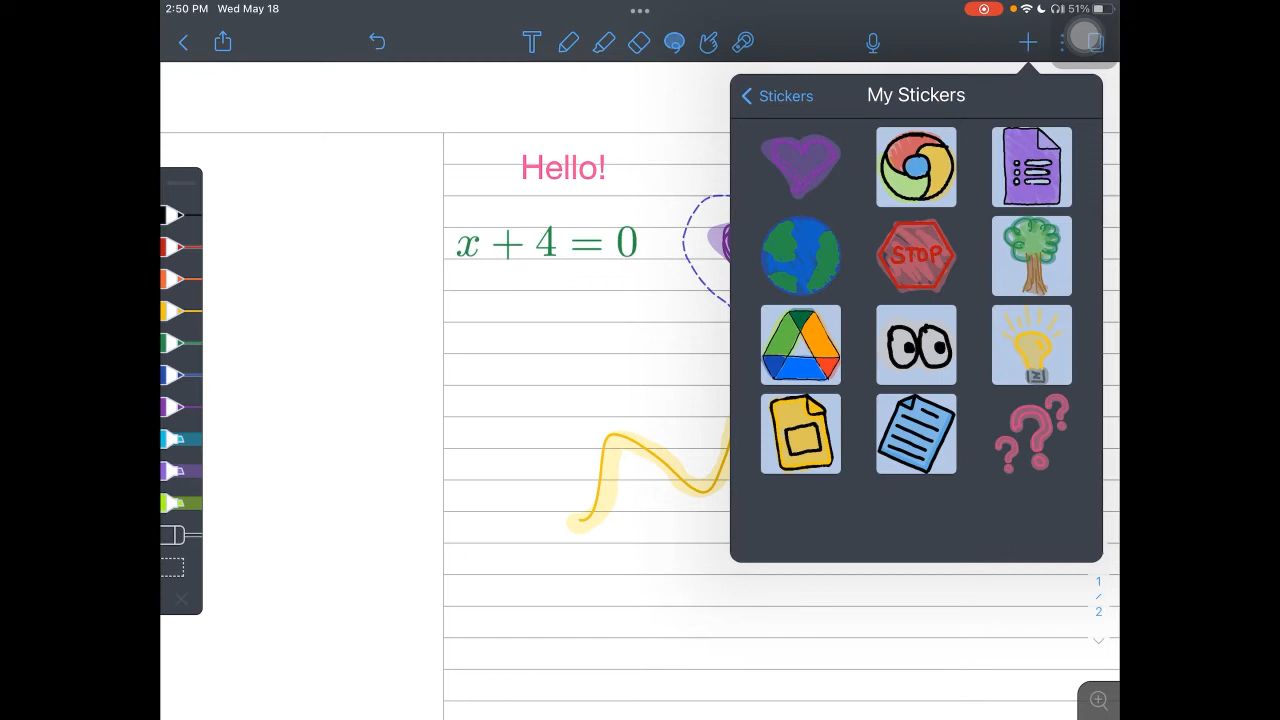 2:50 PM Wed May 18
51%
T
Stickers
My Stickers
Hello!
x + 4 = 0
STOP
???
1
/
2